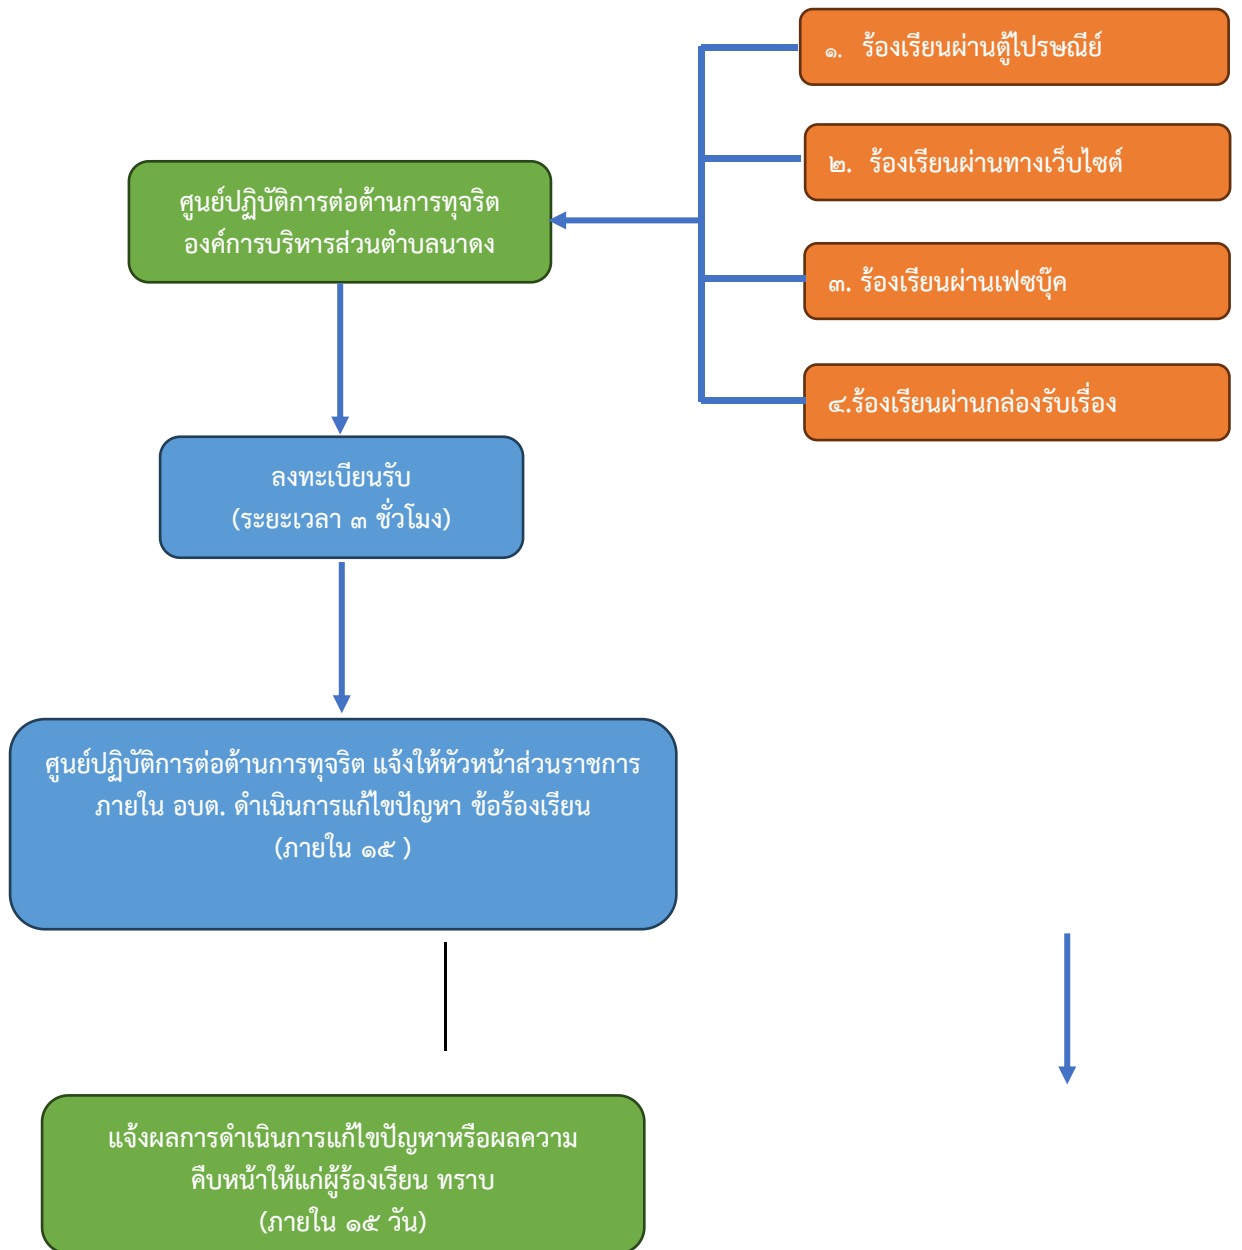 ๑. ร้องเรียนผ่านตู้ไปรษณีย์
๒. ร้องเรียนผ่านทางเว็บไซต์
๓. ร้องเรียนผ่านเฟซบุ๊ค
๔.ร้องเรียนผ่านกล่องรับเรื่อง
ศูนย์ปฏิบัติการต่อต้านการทุจริต
องค์การบริหารส่วนตำบลนาดง
ลงทะเบียนรับ
(ระยะเวลา ๓ ชั่วโมง)
ศูนย์ปฏิบัติการต่อต้านการทุจริต แจ้งให้หัวหน้าส่วนราชการ
ภายใน อบต. ดำเนินการแก้ไขปัญหา ข้อร้องเรียน
(ภายใน ๑๕ )
แจ้งผลการดำเนินการแก้ไขปัญหาหรือผลความ
คืบหน้าให้แก่ผู้ร้องเรียน ทราบ
(ภายใน ๑๕ วัน)